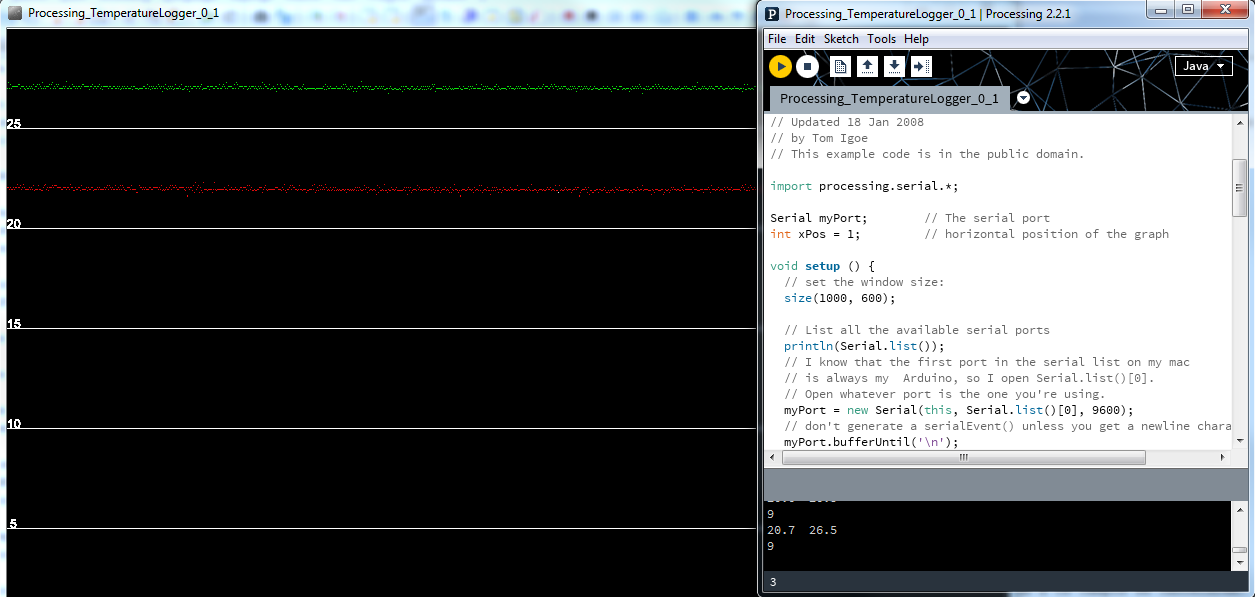 Processing_TemperatureLogger_0_1
25
20
15
10
5
Processing_TemperatureLogger_0_1 | Processing 2.2.1
File Edit Sketch Tools Help
Java
Processing_TemperatureLogger_0_1
// Updated 18 Jan 2008
// by Tom Igoe
// This example code is in the public domain.
import processing.serial.*;
Serial myPort;        // The serial port
int xPos = 1;         // horizontal position of the graph
void setup () {
  // set the window size:
  size(1000, 600);
  // List all the available serial ports
  println(Serial.list());
  // I know that the first port in the serial list on my mac
  // is always my  Arduino, so I open Serial.list()[0].
  // Open whatever port is the one you're using.
  myPort = new Serial(this, Serial.list()[0], 9600);
  // don't generate a serialEvent() unless you get a newline chara
  myPort.bufferUntil('\n');
9
20.7  26.5
9
3